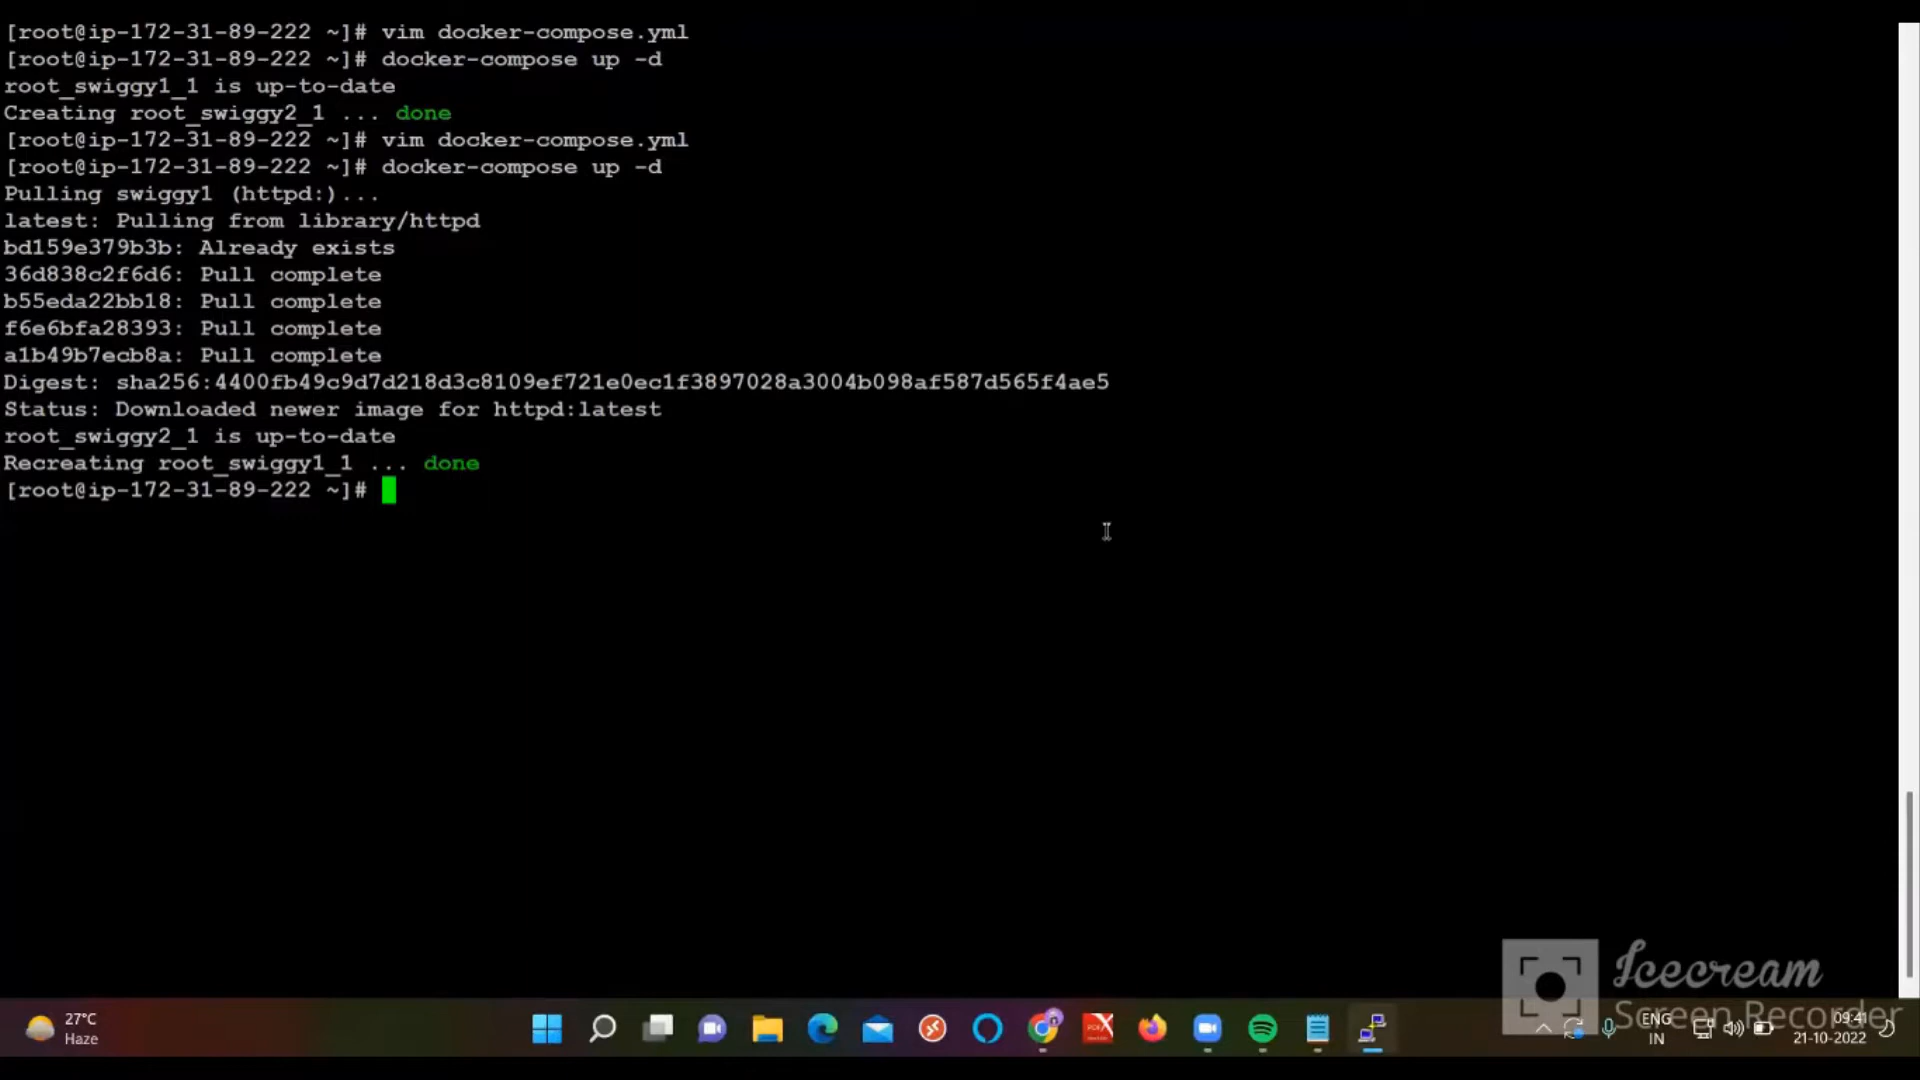 [root@ip-172-31-89-222 ~]# vim docker-compose.yml
[root@ip-172-31-89-222 ~]# docker-compose up -d
root_swiggy1_1 is up-to-date
Creating root_swiggy2_1 ... done
[root@ip-172-31-89-222 ~]# vim docker-compose.yml
[root@ip-172-31-89-222 ~]# docker-compose up -d
Pulling swiggy1 (httpd:)...
latest: Pulling from library/httpd
bd159e379b3b: Already exists
36d838c2f6d6: Pull complete
b55eda22bb18: Pull complete
f6e6bfa28393: Pull complete
a1b49b7ecb8a: Pull complete
Digest: sha256:4400fb49c9d7d218d3c8109ef721e0ec1f3897028a3004b098af587d565f4ae5
Status: Downloaded newer image for httpd:latest
root_swiggy2_1 is up-to-date
Recreating root_swiggy1_1 ... done
[root@ip-172-31-89-222 ~]#
Icecream
Screen Recorder
27°C
Haze
ENG
IN
09:41
21-10-2022